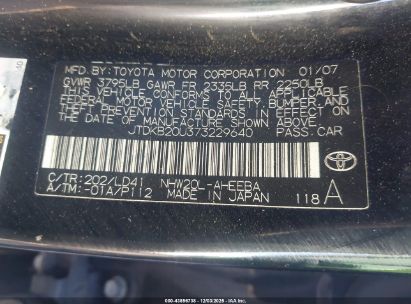 MFD. BY: TOYOTA MOTOR CORPORATION 01/07
GVWR 3795LB GAWR FR 2335LB RR 2250LB
THIS VEHICLE CONFORMS TO ALL APPLICABLE
FEDERAL MOTOR VEHICLE SAFETY, BUMPER, AND
THEFT PREVENTION STANDARDS IN EFFECT ON
THE DATE OF MANUFACTURE SHOWN ABOVE.
JTDKB20U373229640 PASS. CAR
TOYOTA
C/TR: 202/LD41 NHW20L-AHEEBA
A/TM: -01A/P112 MADE IN JAPAN 118 A